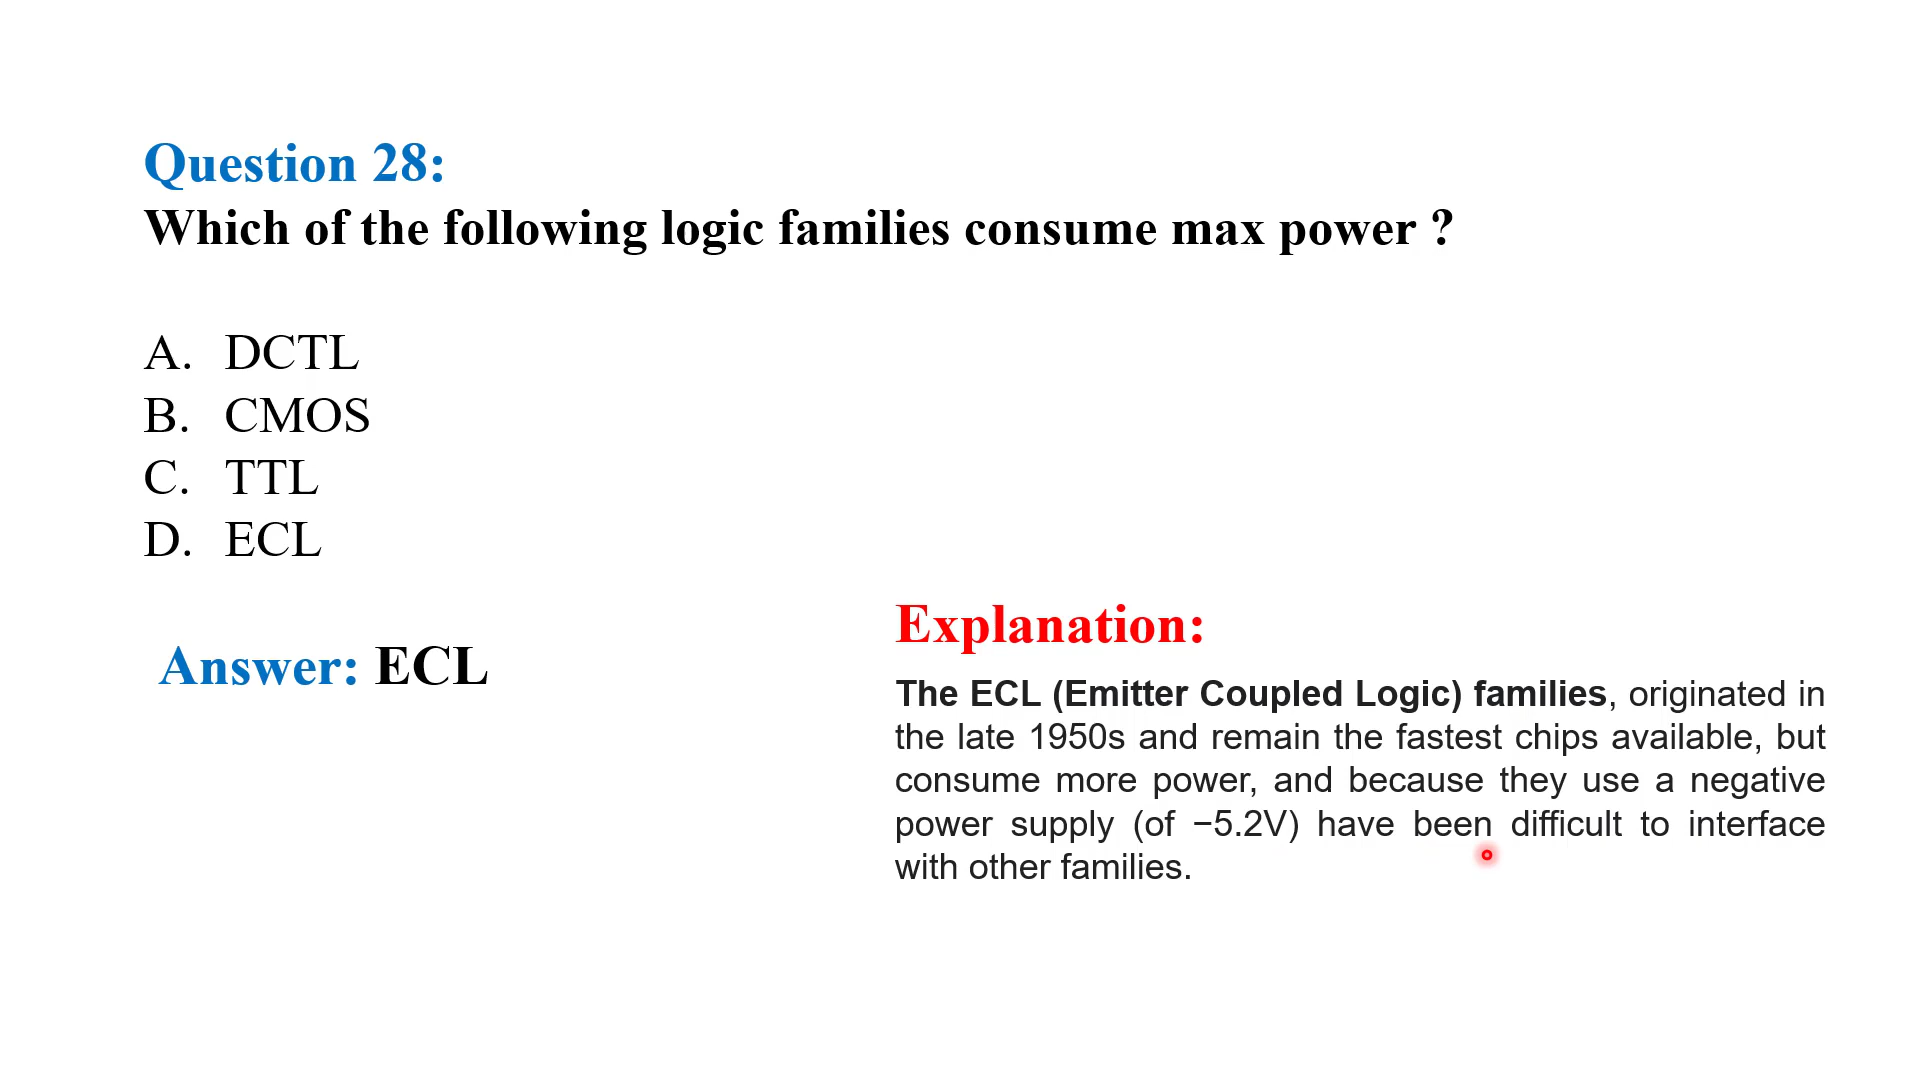 Question 28:
Which of the following logic families consume max power ?
A. DCTL
B. CMOS
C. TTL
D. ECL
Answer: ECL
Explanation:
The ECL (Emitter Coupled Logic) families, originated in
the late 1950s and remain the fastest chips available, but
consume more power, and because they use a negative
power supply (of −5.2V) have been difficult to interface
with other families.